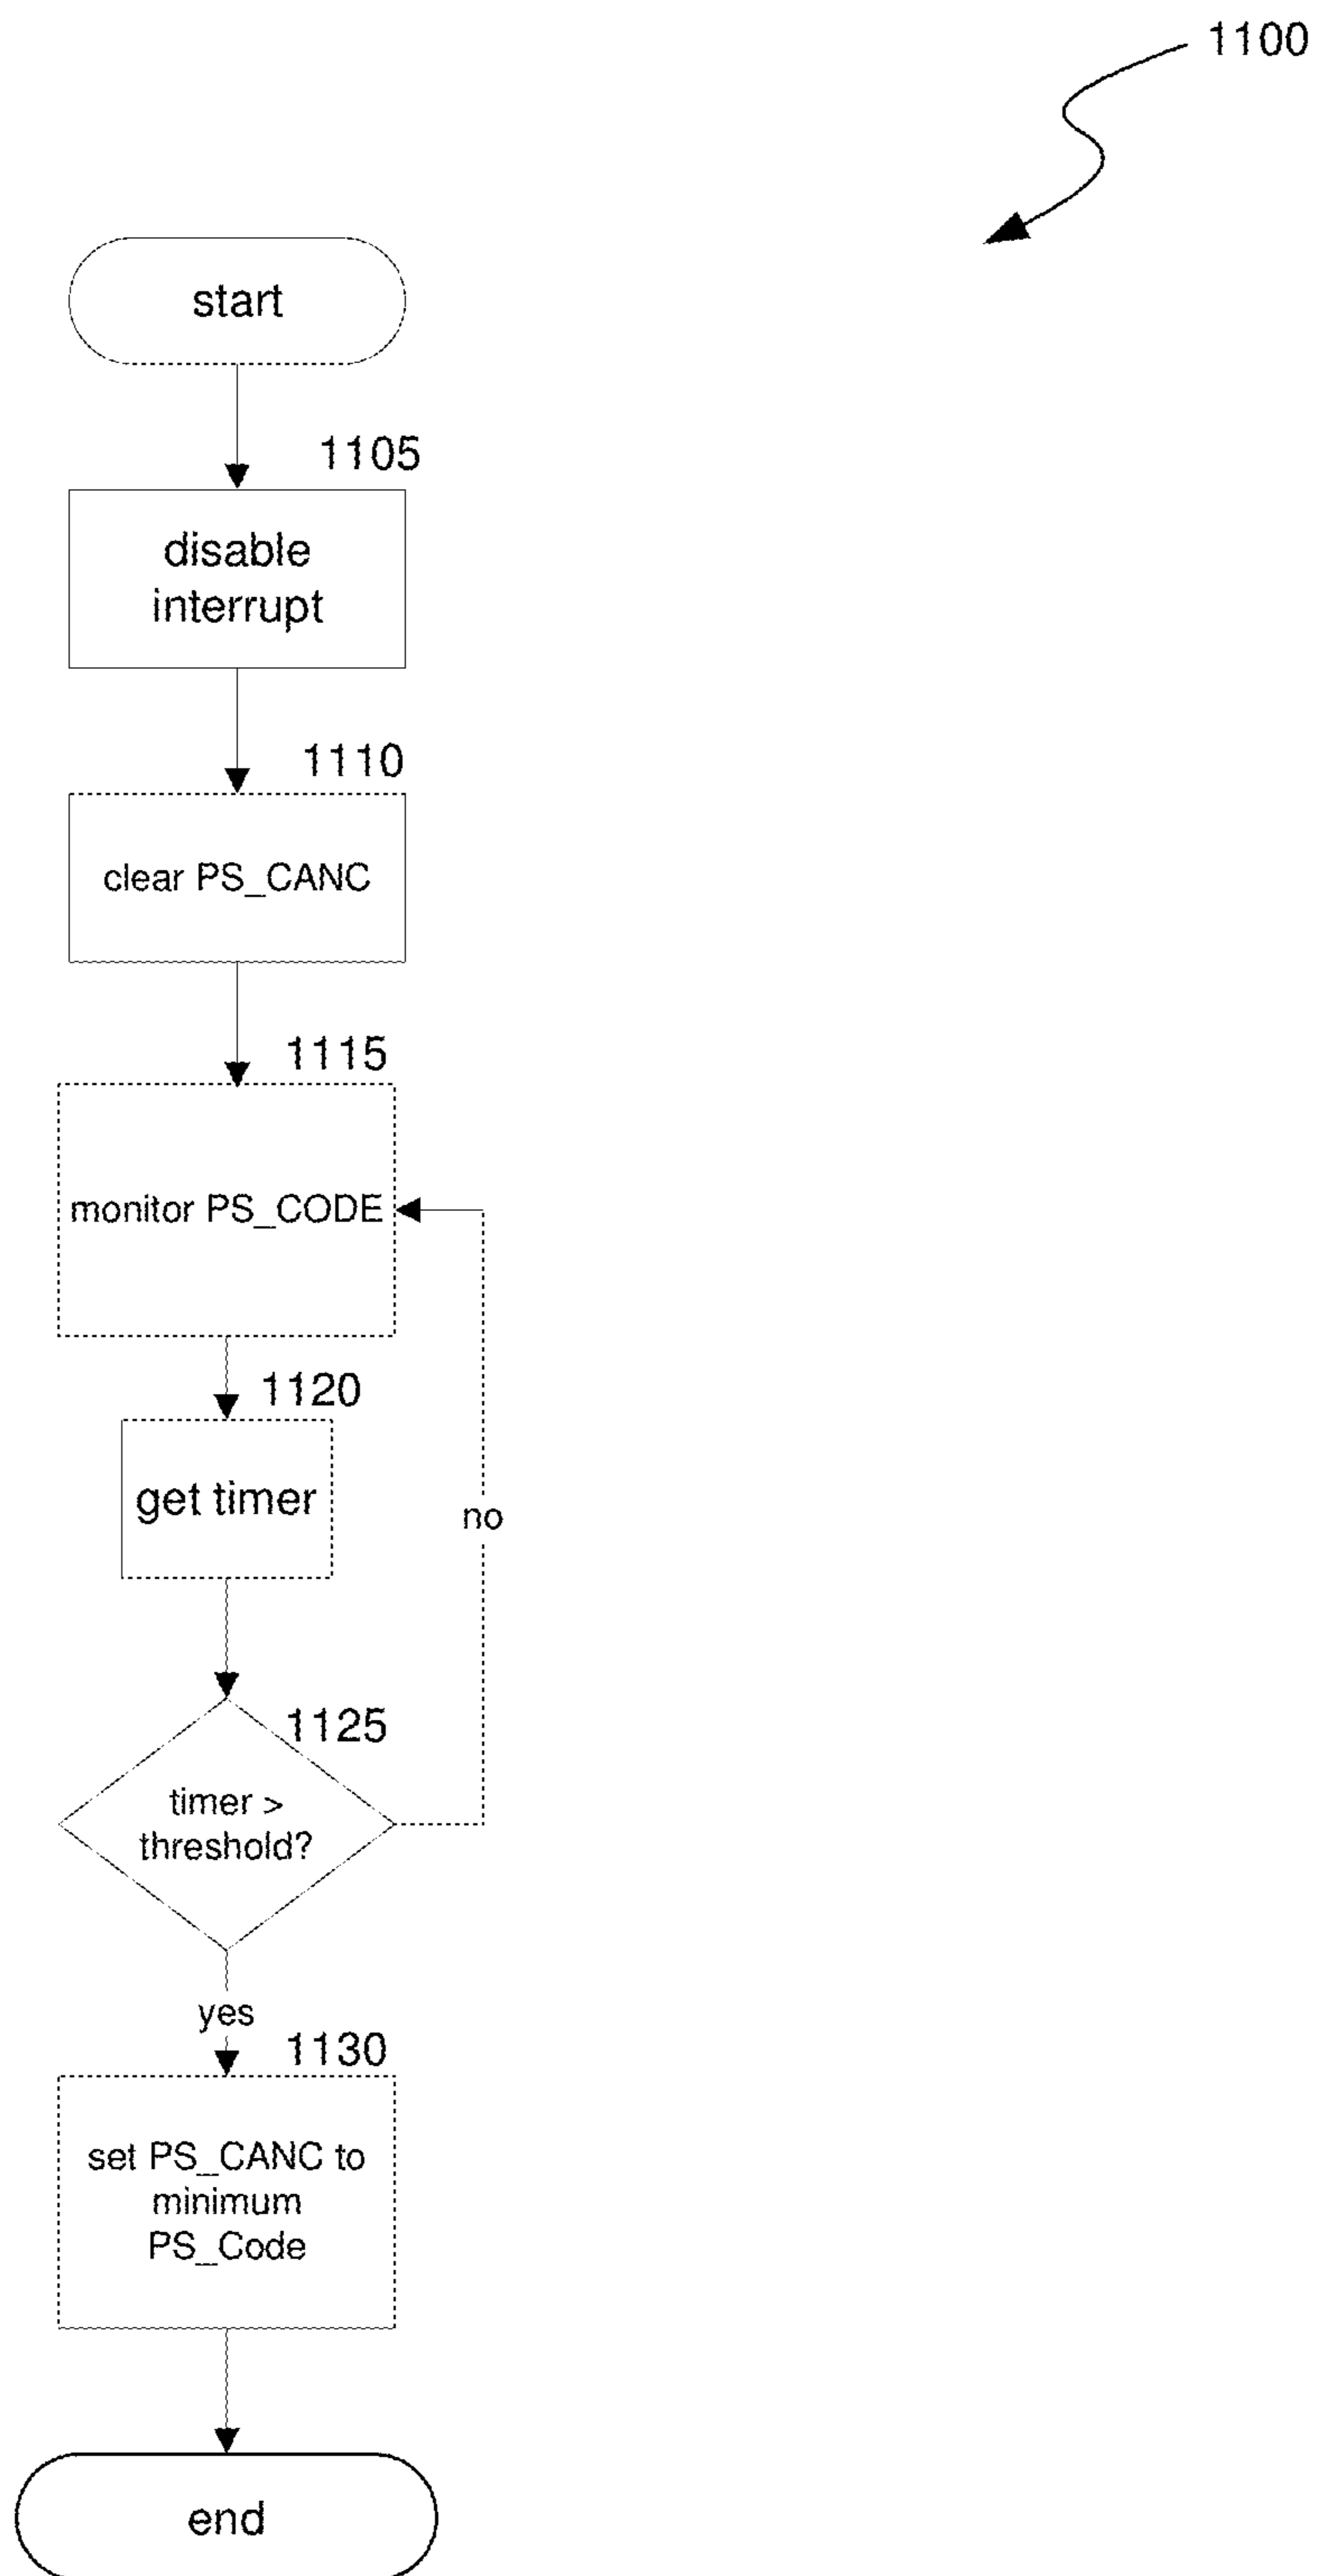 1100
start
1105
disable
interrupt
1110
clear PS_CANC
1115
monitor PS_CODE
1120
get timer
no
1125
timer >
threshold?
yes
1130
set PS_CANC to
minimum
PS_Code
end